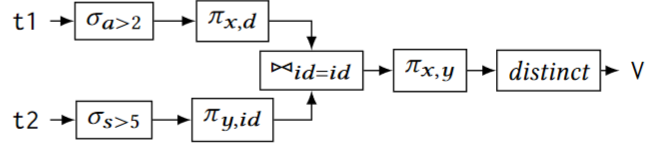 t1 σa>2 πx,d
⋈id=id πx,y distinct V
t2 σs>5 πy,id